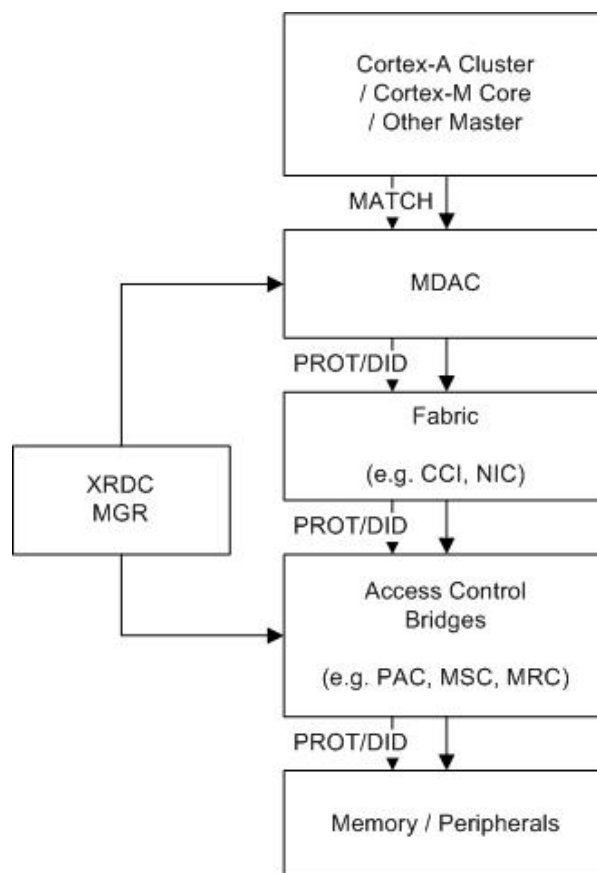 Cortex-A Cluster
/ Cortex-M Core
/ Other Master
MATCH
MDAC
PROT/DID
Fabric
(e.g. CCI, NIC)
XRDC
MGR
PROT/DID
Access Control
Bridges
(e.g. PAC, MSC, MRC)
PROT/DID
Memory / Peripherals